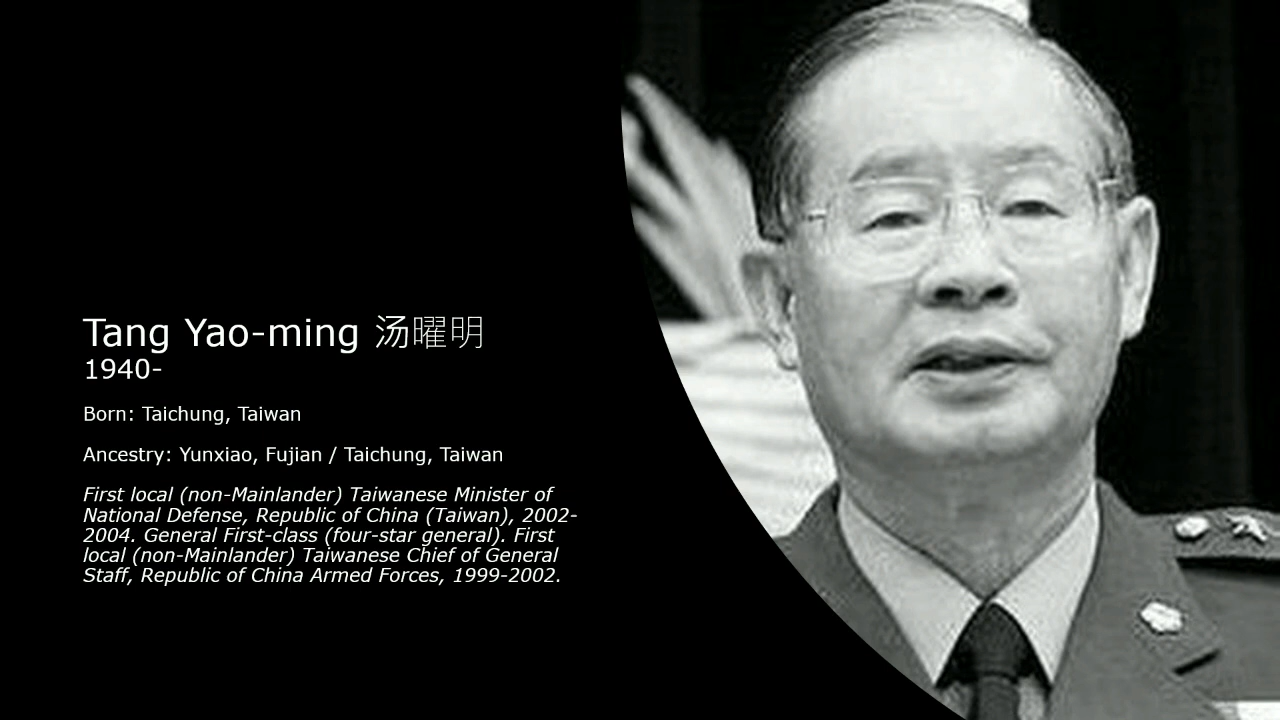 Tang Yao-ming 汤曜明
1940-
Born: Taichung, Taiwan
Ancestry: Yunxiao, Fujian / Taichung, Taiwan
First local (non-Mainlander) Taiwanese Minister of
National Defense, Republic of China (Taiwan), 2002-
2004. General First-class (four-star general). First
local (non-Mainlander) Taiwanese Chief of General
Staff, Republic of China Armed Forces, 1999-2002.